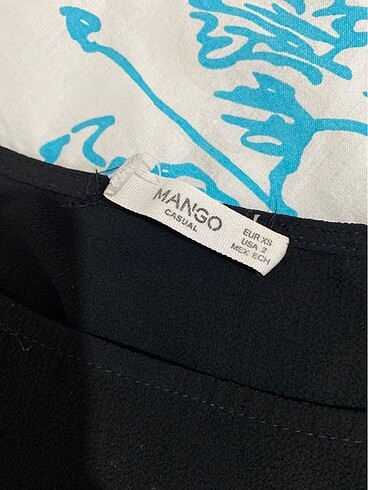 MANGO
CASUAL
EUR XS
USA 2
MEX ECH